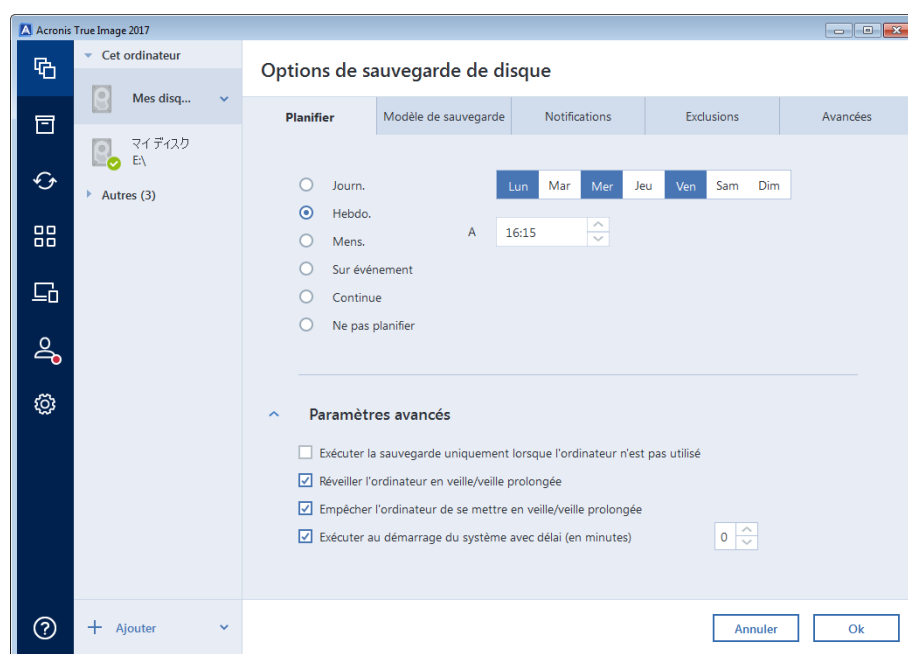 Acronis True Image 2017
Cet ordinateur
Mes disq...
マイ ディスク
E:\
Autres (3)
Ajouter
Options de sauvegarde de disque
Planifier
Modèle de sauvegarde
Notifications
Exclusions
Avancées
Journ.
Hebdo.
Mens.
Sur événement
Continue
Ne pas planifier
Lun Mar Mer Jeu Ven Sam Dim
A 16:15
Paramètres avancés
Exécuter la sauvegarde uniquement lorsque l'ordinateur n'est pas utilisé
Réveiller l'ordinateur en veille/veille prolongée
Empêcher l'ordinateur de se mettre en veille/veille prolongée
Exécuter au démarrage du système avec délai (en minutes) 0
Annuler
Ok